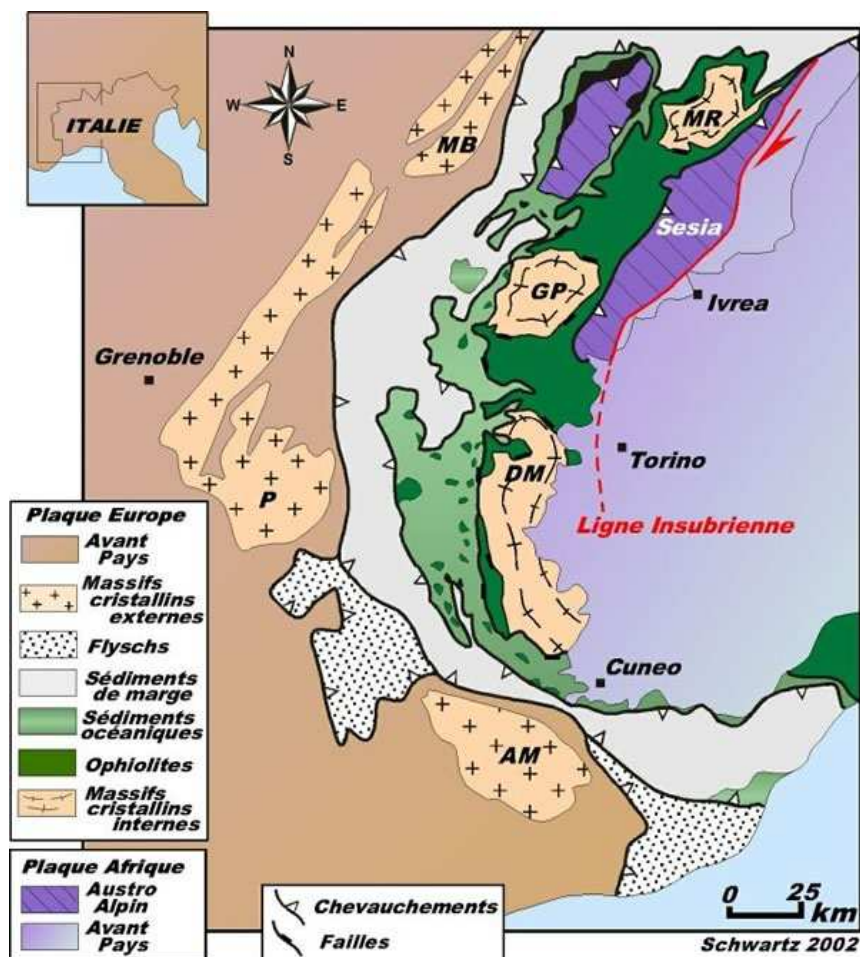 ITALIE
N
W
E
S
MB
MR
Sesia
GP
Ivrea
Grenoble
Torino
P
DM
Ligne Insubrienne
Cuneo
AM
Plaque Europe
Avant
Pays
Massifs
cristallins
externes
Flyschs
Sédiments
de marge
Sédiments
océaniques
Ophiolites
Massifs
cristallins
internes
Plaque Afrique
Austro
Alpin
Avant
Pays
Chevauchements
Failles
0 25
km
Schwartz 2002